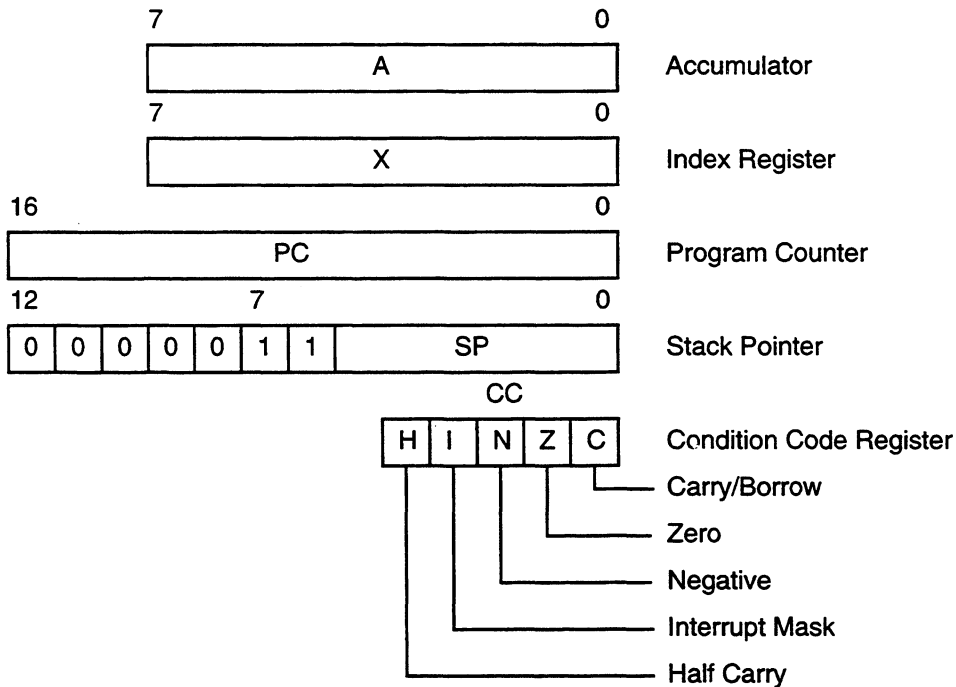 7 0
A Accumulator
7 0
X Index Register
16 0
PC Program Counter
12 7 0
0 0 0 0 0 1 1 SP Stack Pointer
CC
H I N Z C Condition Code Register
Carry/Borrow
Zero
Negative
Interrupt Mask
Half Carry